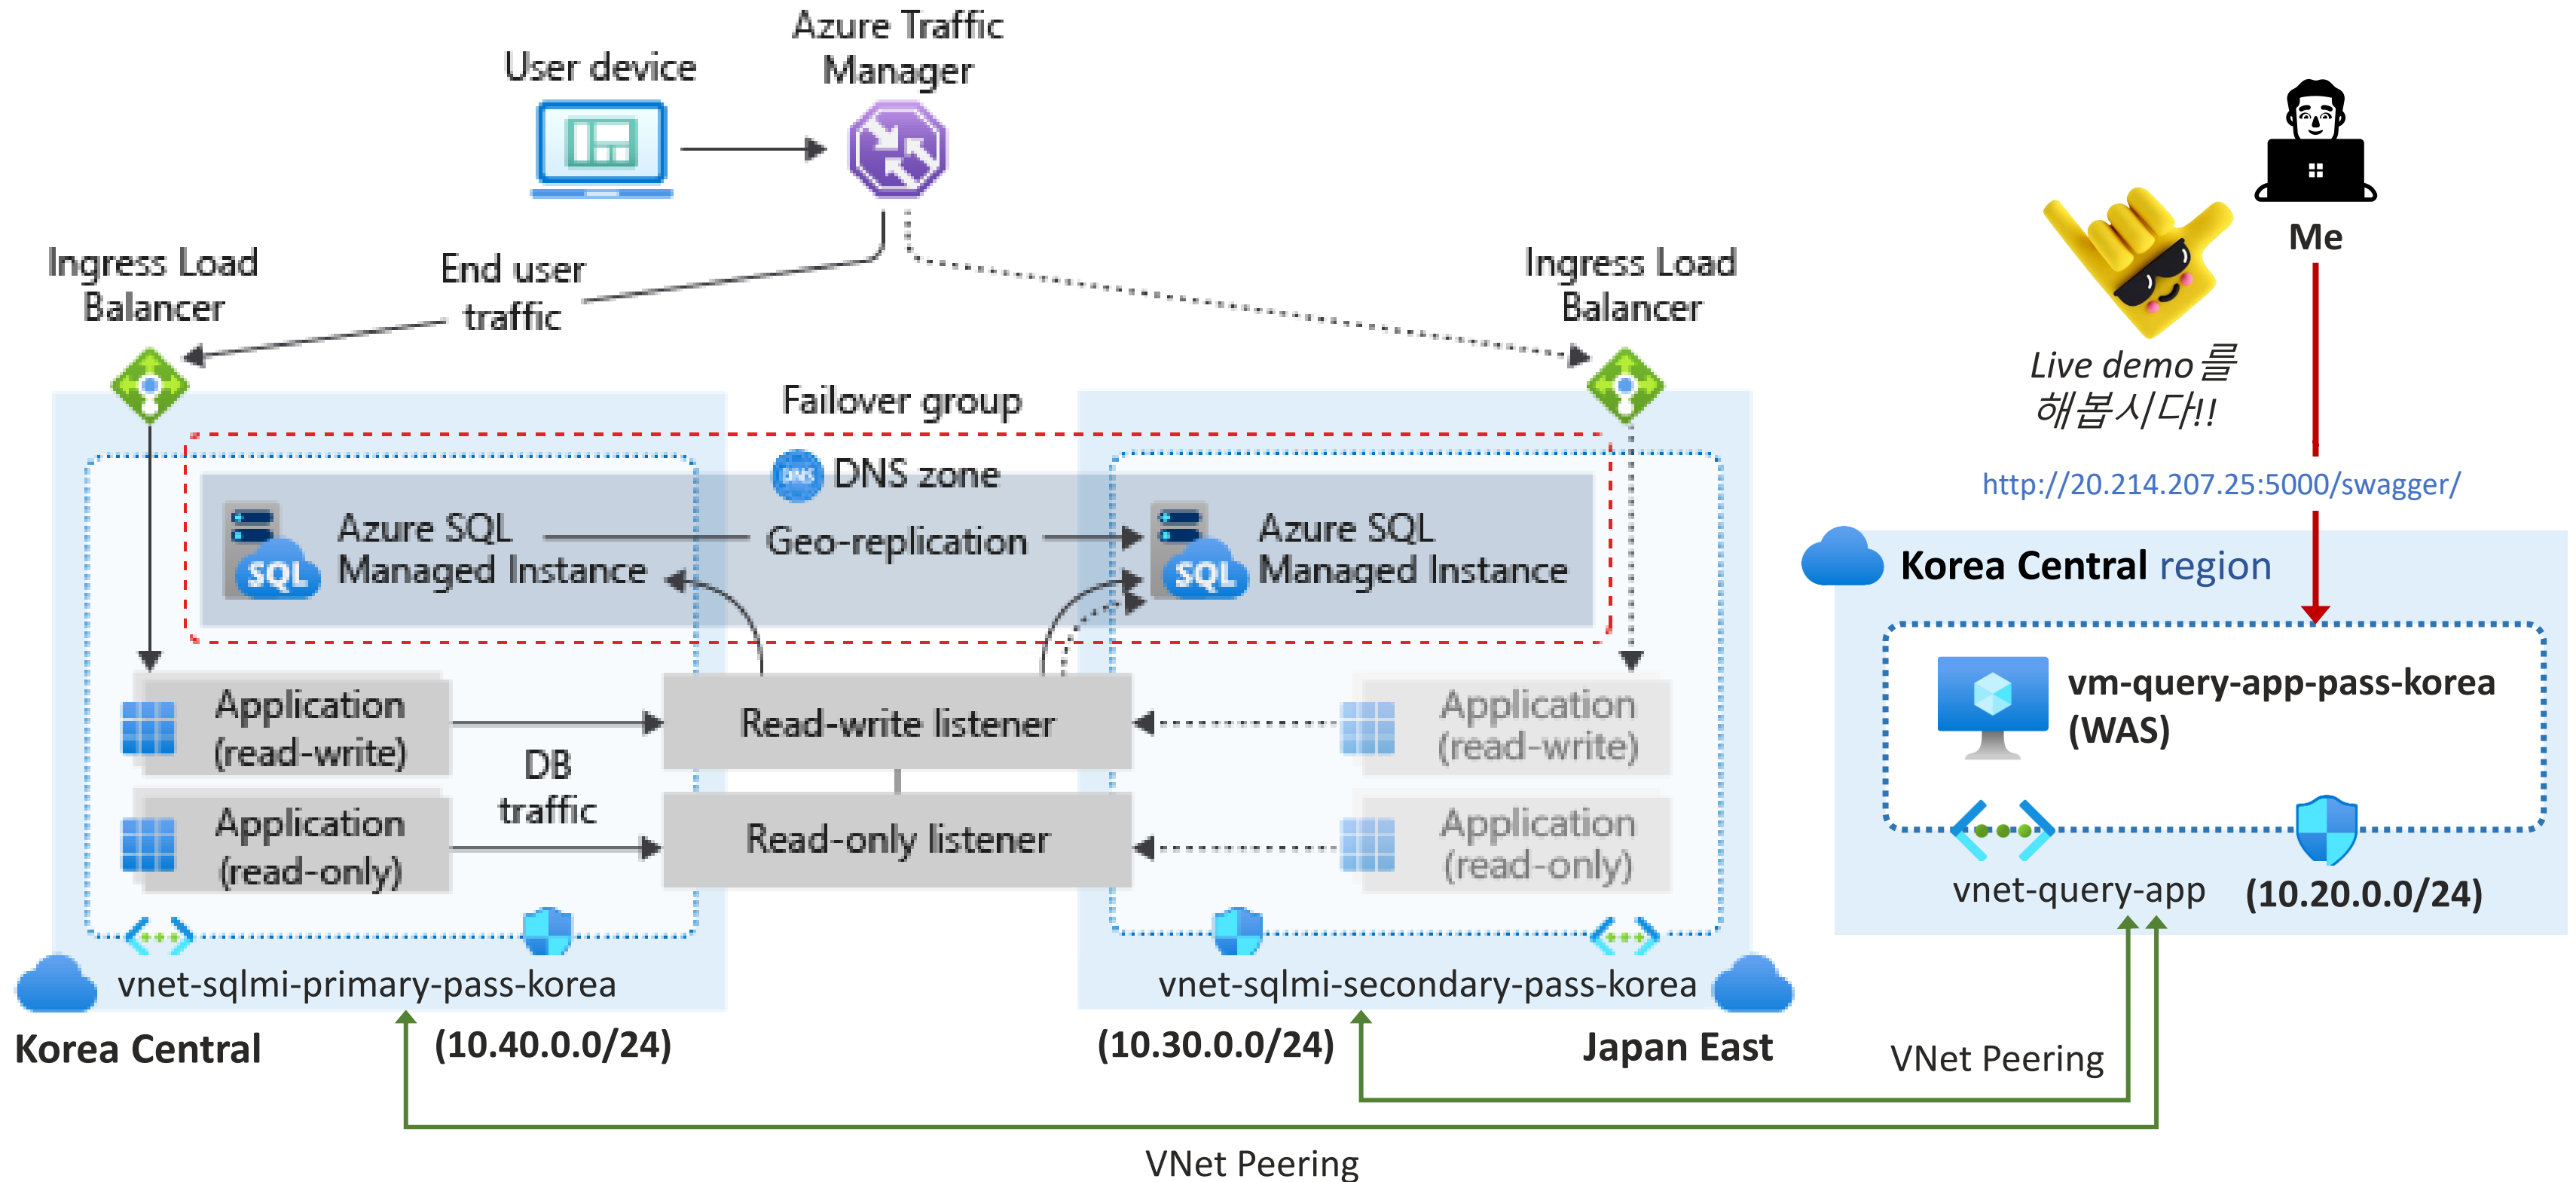 Azure Traffic
Manager
User device
Ingress Load
Balancer
End user
traffic
Ingress Load
Balancer
Failover group
DNS
DNS zone
SQL
Azure SQL
Managed Instance
Geo-replication
SQL
Azure SQL
Managed Instance
Application
(read-write)
DB
traffic
Application
(read-only)
Read-write listener
Read-only listener
Application
(read-write)
Application
(read-only)
vnet-sqlmi-primary-pass-korea
Korea Central
(10.40.0.0/24)
vnet-sqlmi-secondary-pass-korea
(10.30.0.0/24)
Japan East
Me
Live demo를
해봅시다!!
http://20.214.207.25:5000/swagger/
Korea Central region
vm-query-app-pass-korea
(WAS)
vnet-query-app
(10.20.0.0/24)
VNet Peering
VNet Peering